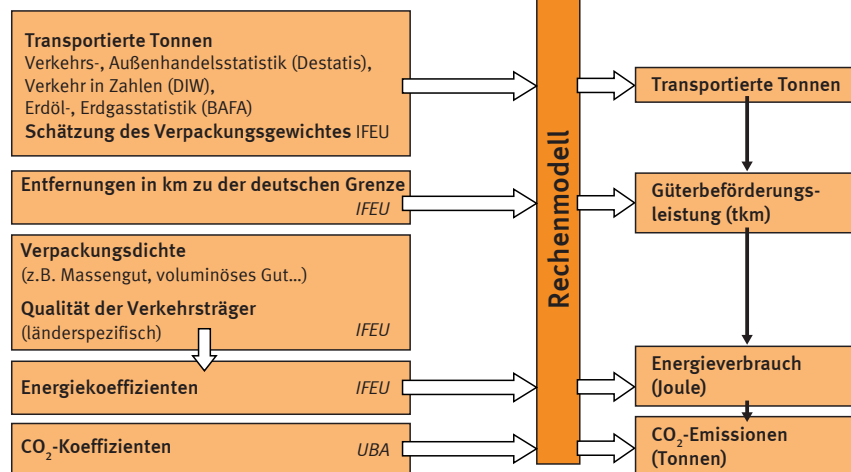 Transportierte Tonnen
Verkehrs-, Außenhandelsstatistik (Destatis),
Verkehr in Zahlen (DIW),
Erdöl-, Erdgasstatistik (BAFA)
Schätzung des Verpackungsgewichtes IFEU
Entfernungen in km zu der deutschen Grenze
IFEU
Verpackungsdichte
(z.B. Massengut, voluminöses Gut...)
Qualität der Verkehrsträger
(länderspezifisch) IFEU
Energiekoeffizienten IFEU
CO₂-Koeffizienten UBA
Rechenmodell
Transportierte Tonnen
Güterbeförderungs-
leistung (tkm)
Energieverbrauch
(Joule)
CO₂-Emissionen
(Tonnen)